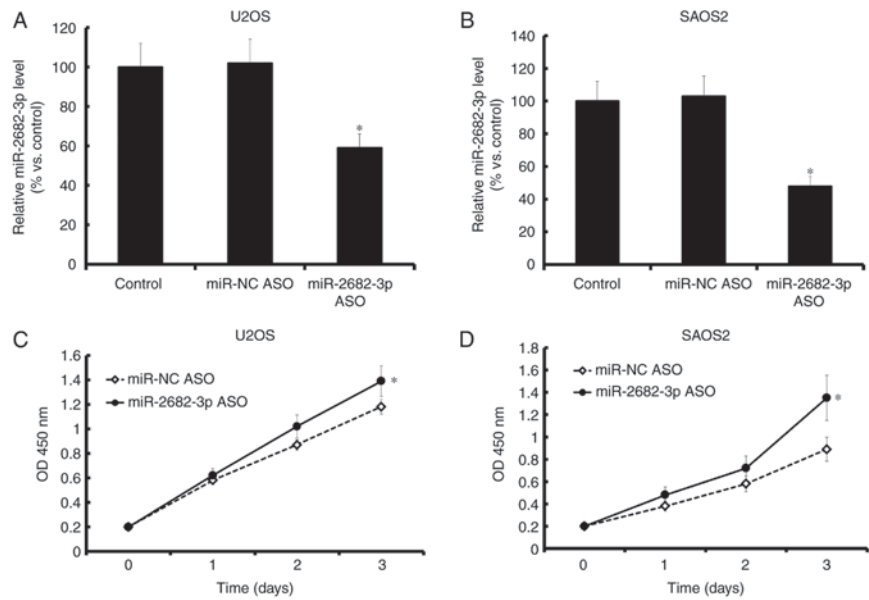 A
U2OS
Relative miR-2682-3p level
(% vs. control)
120
100
80
60
40
20
0
*
Control
miR-NC ASO
miR-2682-3p
ASO
B
SAOS2
Relative miR-2682-3p level
(% vs. control)
140
120
100
80
60
40
20
0
*
Control
miR-NC ASO
miR-2682-3p
ASO
C
U2OS
OD 450 nm
1.6
1.4
1.2
1
0.8
0.6
0.4
0.2
0
miR-NC ASO
miR-2682-3p ASO
*
0 1 2 3
Time (days)
D
SAOS2
OD 450 nm
1.8
1.6
1.4
1.2
1
0.8
0.6
0.4
0.2
0
miR-NC ASO
miR-2682-3p ASO
*
0 1 2 3
Time (days)